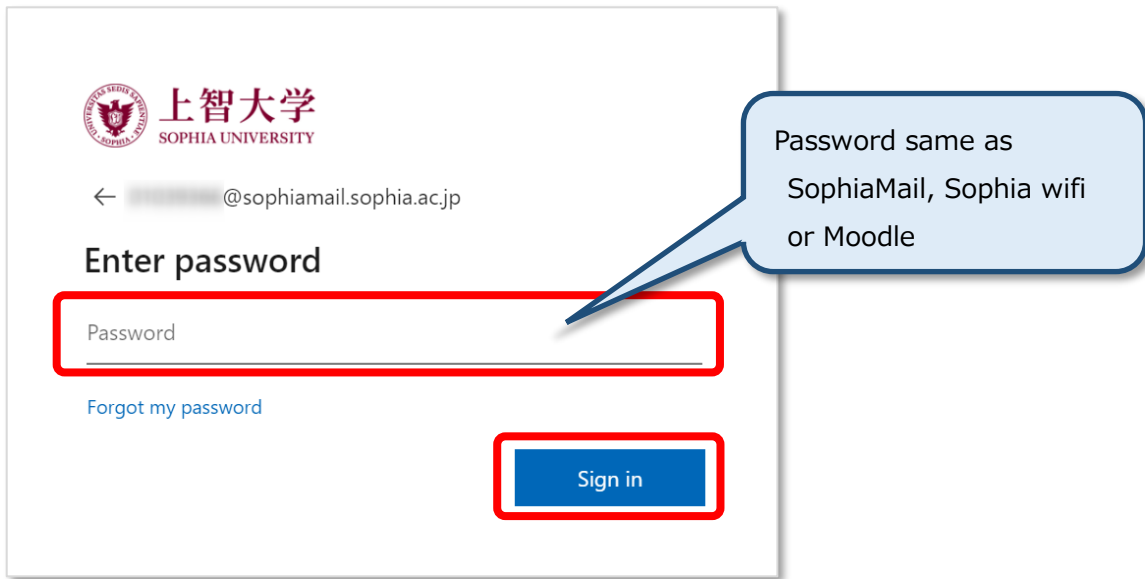 上智大学
SOPHIA UNIVERSITY
@sophiamail.sophia.ac.jp
Enter password
Password
Forgot my password
Sign in
Password same as
SophiaMail, Sophia wifi
or Moodle